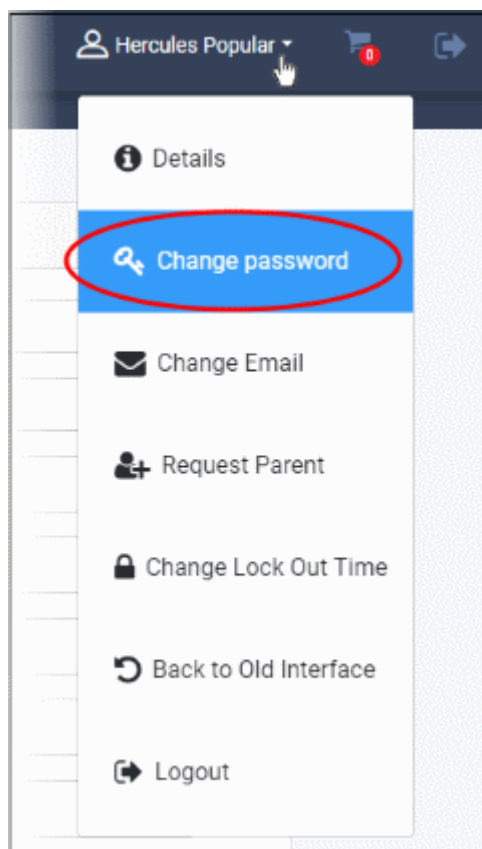 Hercules Popular
0
Details
Change password
Change Email
Request Parent
Change Lock Out Time
Back to Old Interface
Logout